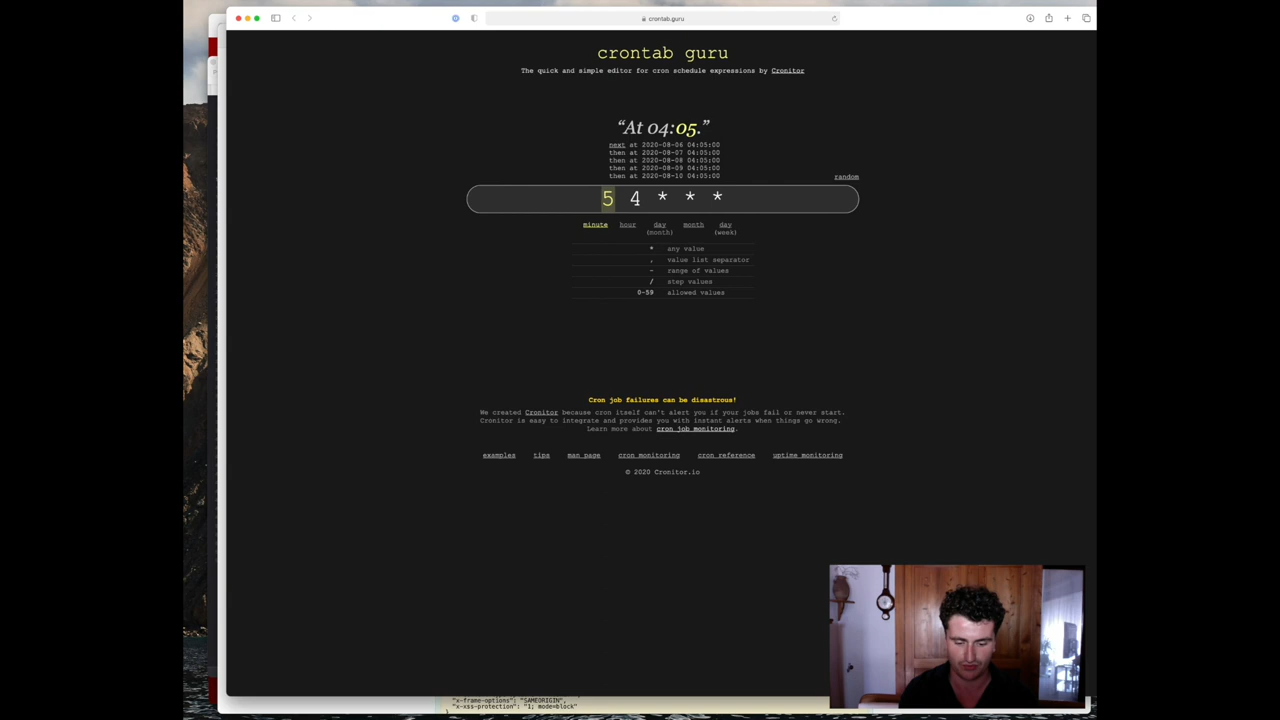 crontab.guru
crontab guru
The quick and simple editor for cron schedule expressions by Cronitor
“At 04:05.”
next at 2020-08-06 04:05:00
then at 2020-08-07 04:05:00
then at 2020-08-08 04:05:00
then at 2020-08-09 04:05:00
then at 2020-08-10 04:05:00
random
5 4 * * *
minute hour day (month) month day (week)
* any value
, value list separator
- range of values
/ step values
0-59 allowed values
Cron job failures can be disastrous!
We created Cronitor because cron itself can't alert you if your jobs fail or never start.
Cronitor is easy to integrate and provides you with instant alerts when things go wrong.
Learn more about cron job monitoring.
examples tips man page cron monitoring cron reference uptime monitoring
© 2020 Cronitor.io
"x-frame-options": "SAMEORIGIN",
"x-xss-protection": "1; mode=block"
}